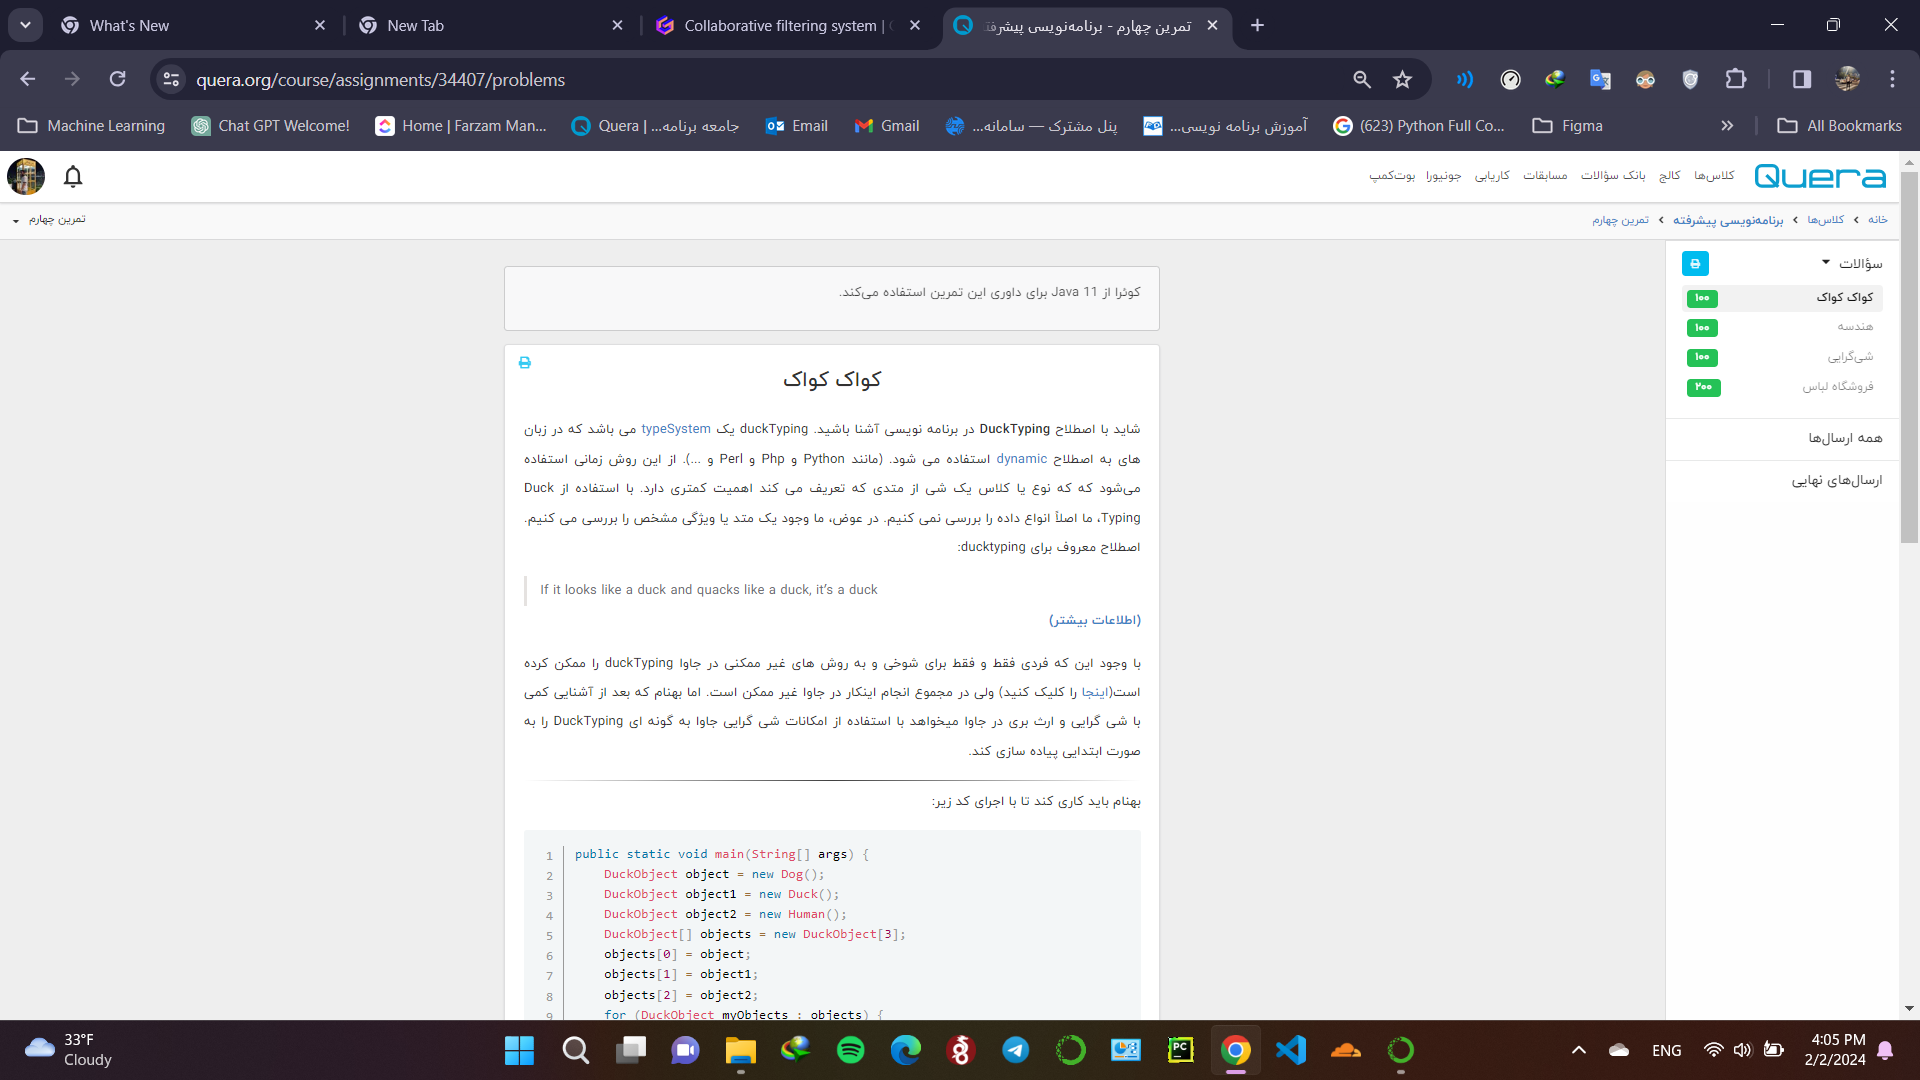 What's New
New Tab
Collaborative filtering system |
تمرین چهارم - برنامه‌نویسی پیشرفته
quera.org/course/assignments/34407/problems
Machine Learning
Chat GPT Welcome!
Home | Farzam Man...
Quera | جامعه برنامه...
Email
Gmail
پنل مشترک — سامانه...
آموزش برنامه نویسی...
(623) Python Full Co...
Figma
All Bookmarks
Quera
کلاس‌ها
کالج
بانک سؤالات
مسابقات
کاریابی
جونیورا
بوت‌کمپ
خانه
کلاس‌ها
برنامه‌نویسی پیشرفته
تمرین چهارم
تمرین چهارم
سؤالات
کواک کواک
۱۰۰
هندسه
۱۰۰
شی‌گرایی
۱۰۰
فروشگاه لباس
۲۰۰
همه ارسال‌ها
ارسال‌های نهایی
کوئرا از Java 11 برای داوری این تمرین استفاده می‌کند.
کواک کواک
شاید با اصطلاح DuckTyping در برنامه نویسی آشنا باشید. duckTyping یک typeSystem می باشد که در زبان
های به اصطلاح dynamic استفاده می شود. (مانند Python و Php و Perl و ...). از این روش زمانی استفاده
می‌شود که که نوع یا کلاس یک شی از متدی که تعریف می کند اهمیت کمتری دارد. با استفاده از Duck
Typing، ما اصلاً انواع داده را بررسی نمی کنیم. در عوض، ما وجود یک متد یا ویژگی مشخص را بررسی می کنیم.
اصطلاح معروف برای ducktyping:
If it looks like a duck and quacks like a duck, it’s a duck
(اطلاعات بیشتر)
با وجود این که فردی فقط و فقط برای شوخی و به روش های غیر ممکنی در جاوا duckTyping را ممکن کرده
است(اینجا را کلیک کنید) ولی در مجموع انجام اینکار در جاوا غیر ممکن است. اما بهنام که بعد از آشنایی کمی
با شی گرایی و ارث بری در جاوا میخواهد با استفاده از امکانات شی گرایی جاوا به گونه ای DuckTyping را به
صورت ابتدایی پیاده سازی کند.
بهنام باید کاری کند تا با اجرای کد زیر:
1 public static void main(String[] args) {
2 DuckObject object = new Dog();
3 DuckObject object1 = new Duck();
4 DuckObject object2 = new Human();
5 DuckObject[] objects = new DuckObject[3];
6 objects[0] = object;
7 objects[1] = object1;
8 objects[2] = object2;
9 for (DuckObject myObjects : objects) {
33°F
Cloudy
PC
ENG
4:05 PM
2/2/2024